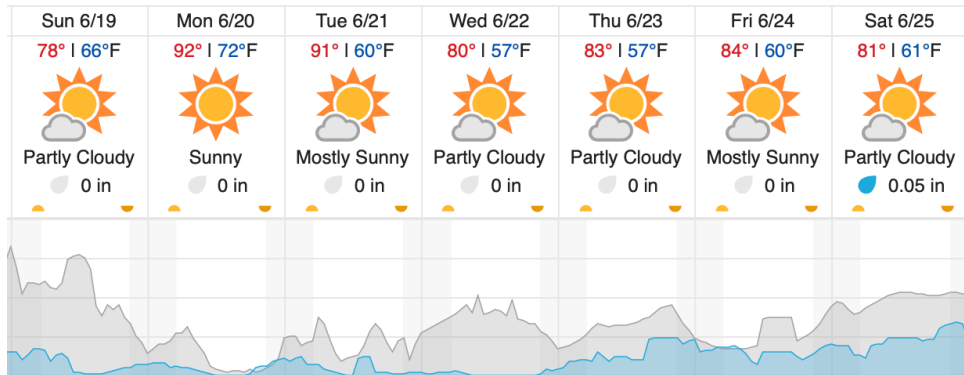 Sun 6/19 Mon 6/20 Tue 6/21 Wed 6/22 Thu 6/23 Fri 6/24 Sat 6/25
78° | 66°F 92° | 72°F 91° | 60°F 80° | 57°F 83° | 57°F 84° | 60°F 81° | 61°F
Partly Cloudy Sunny Mostly Sunny Partly Cloudy Partly Cloudy Mostly Sunny Partly Cloudy
0 in 0 in 0 in 0 in 0 in 0 in 0.05 in